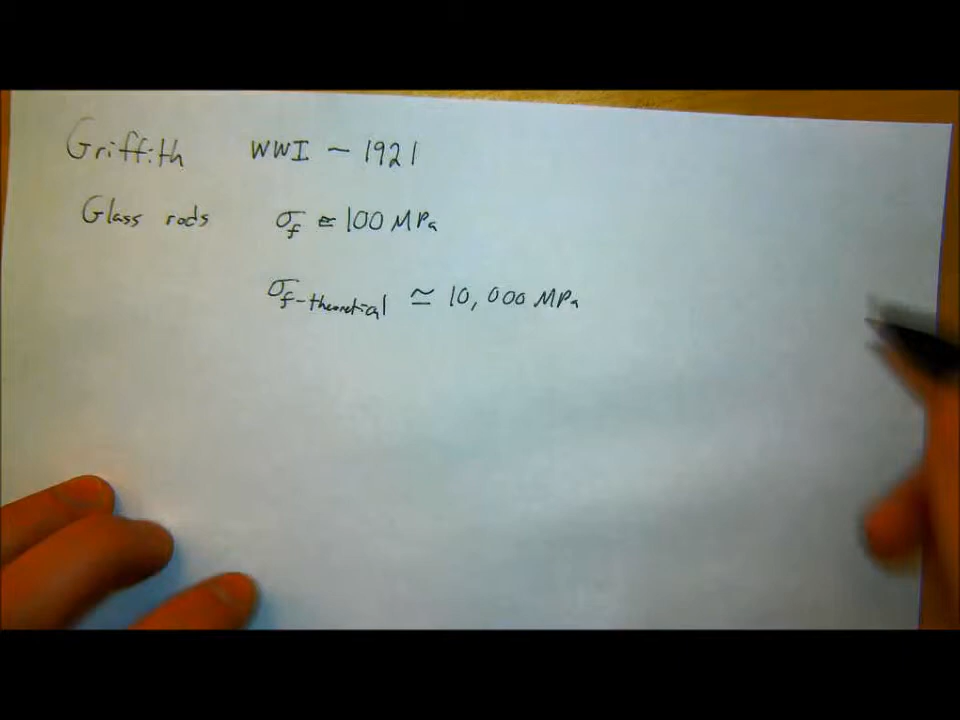 Griffith WWI ~ 1921
Glass rods σf ≅ 100 MPa
σf-theoretical ≃ 10,000 MPa